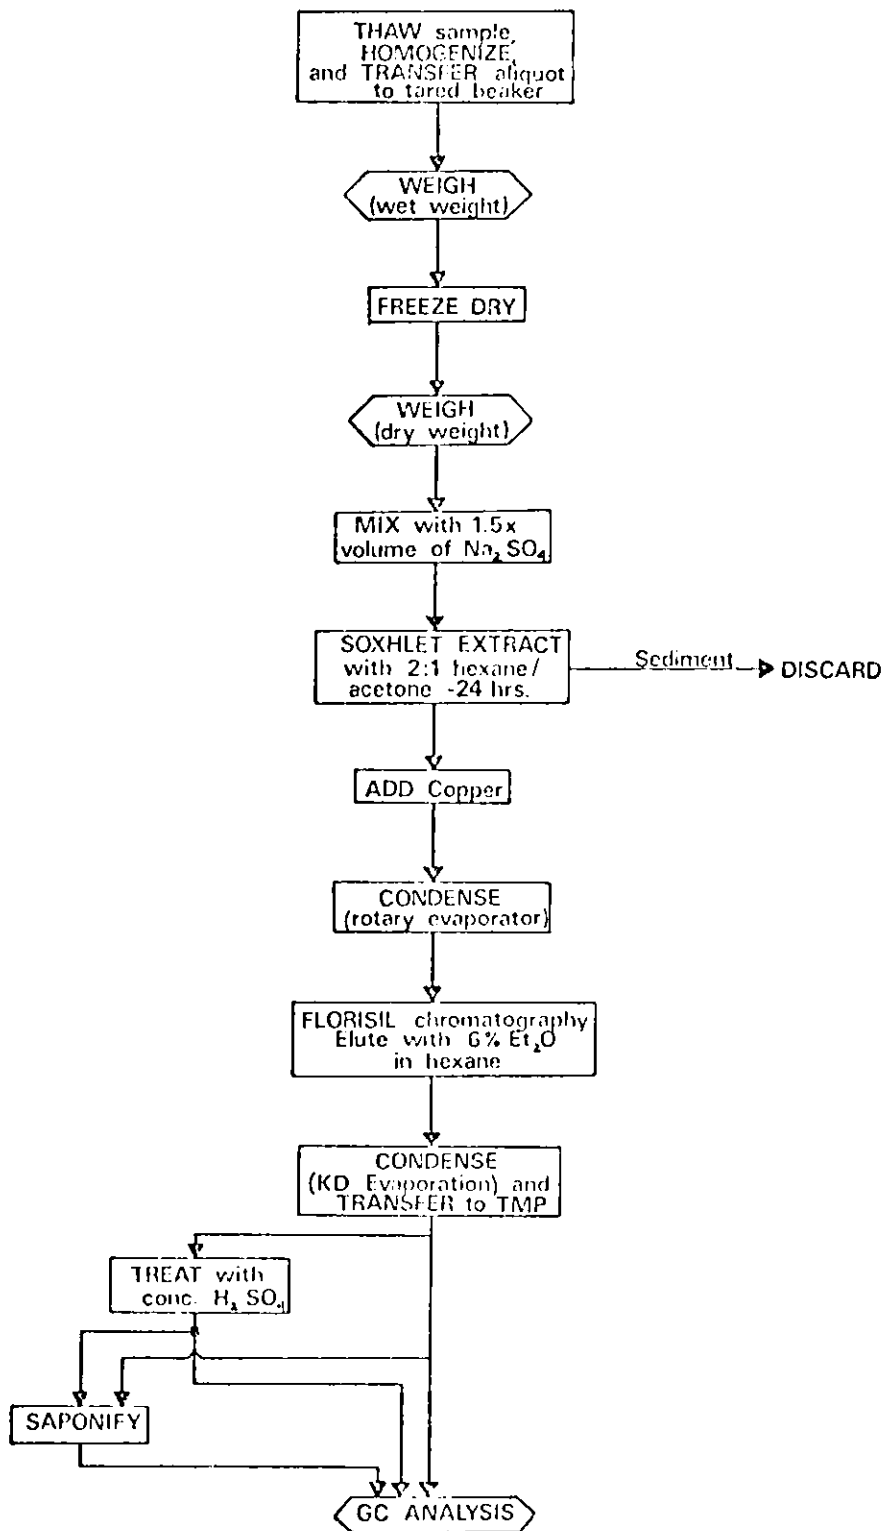 THAW sample,
HOMOGENIZE,
and TRANSFER aliquot
to tared beaker
WEIGH
(wet weight)
FREEZE DRY
WEIGH
(dry weight)
MIX with 1.5x
volume of Na₂SO₄
SOXHLET EXTRACT
with 2:1 hexane/
acetone -24 hrs.
Sediment
DISCARD
ADD Copper
CONDENSE
(rotary evaporator)
FLORISIL chromatography
Elute with 6% Et₂O
in hexane
CONDENSE
(KD Evaporation) and
TRANSFER to TMP
TREAT with
conc. H₂SO₄
SAPONIFY
GC ANALYSIS